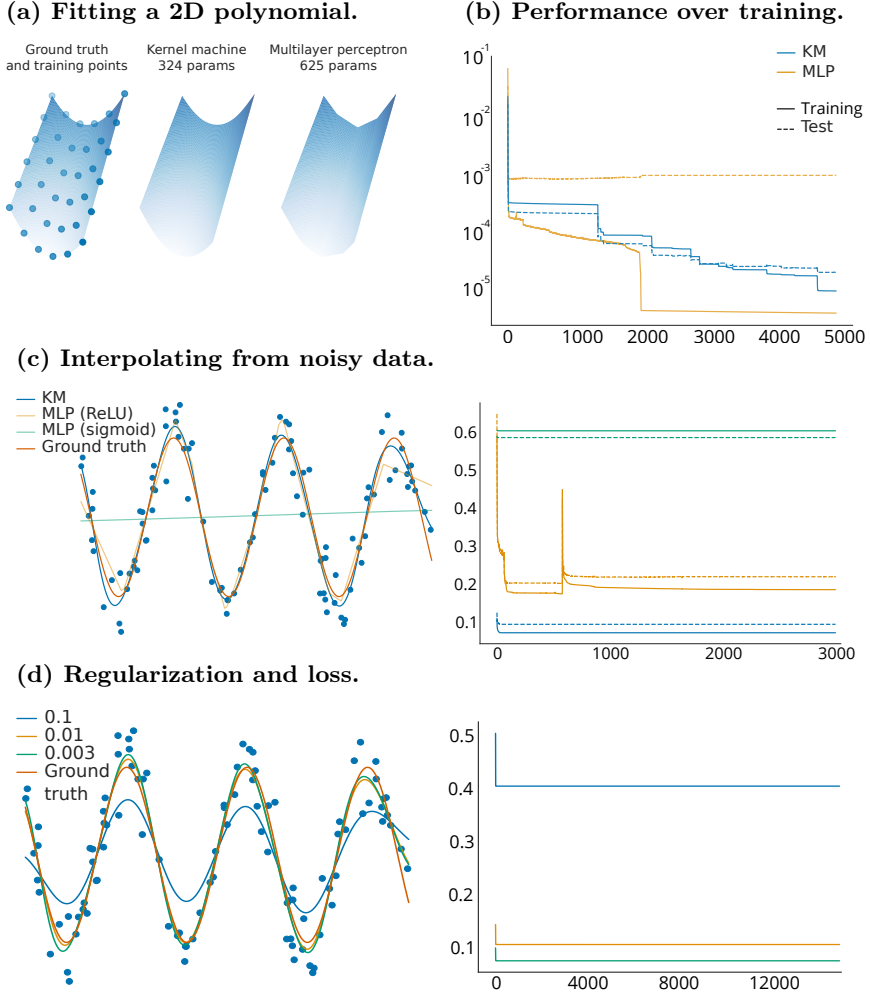 (a) Fitting a 2D polynomial.
Ground truth
and training points
Kernel machine
324 params
Multilayer perceptron
625 params
(b) Performance over training.
KM
MLP
Training
Test
10^-1
10^-2
10^-3
10^-4
10^-5
0 1000 2000 3000 4000 5000
(c) Interpolating from noisy data.
KM
MLP (ReLU)
MLP (sigmoid)
Ground truth
0.6
0.5
0.4
0.3
0.2
0.1
0 1000 2000 3000
(d) Regularization and loss.
0.1
0.01
0.003
Ground
truth
0.5
0.4
0.3
0.2
0.1
0 4000 8000 12000